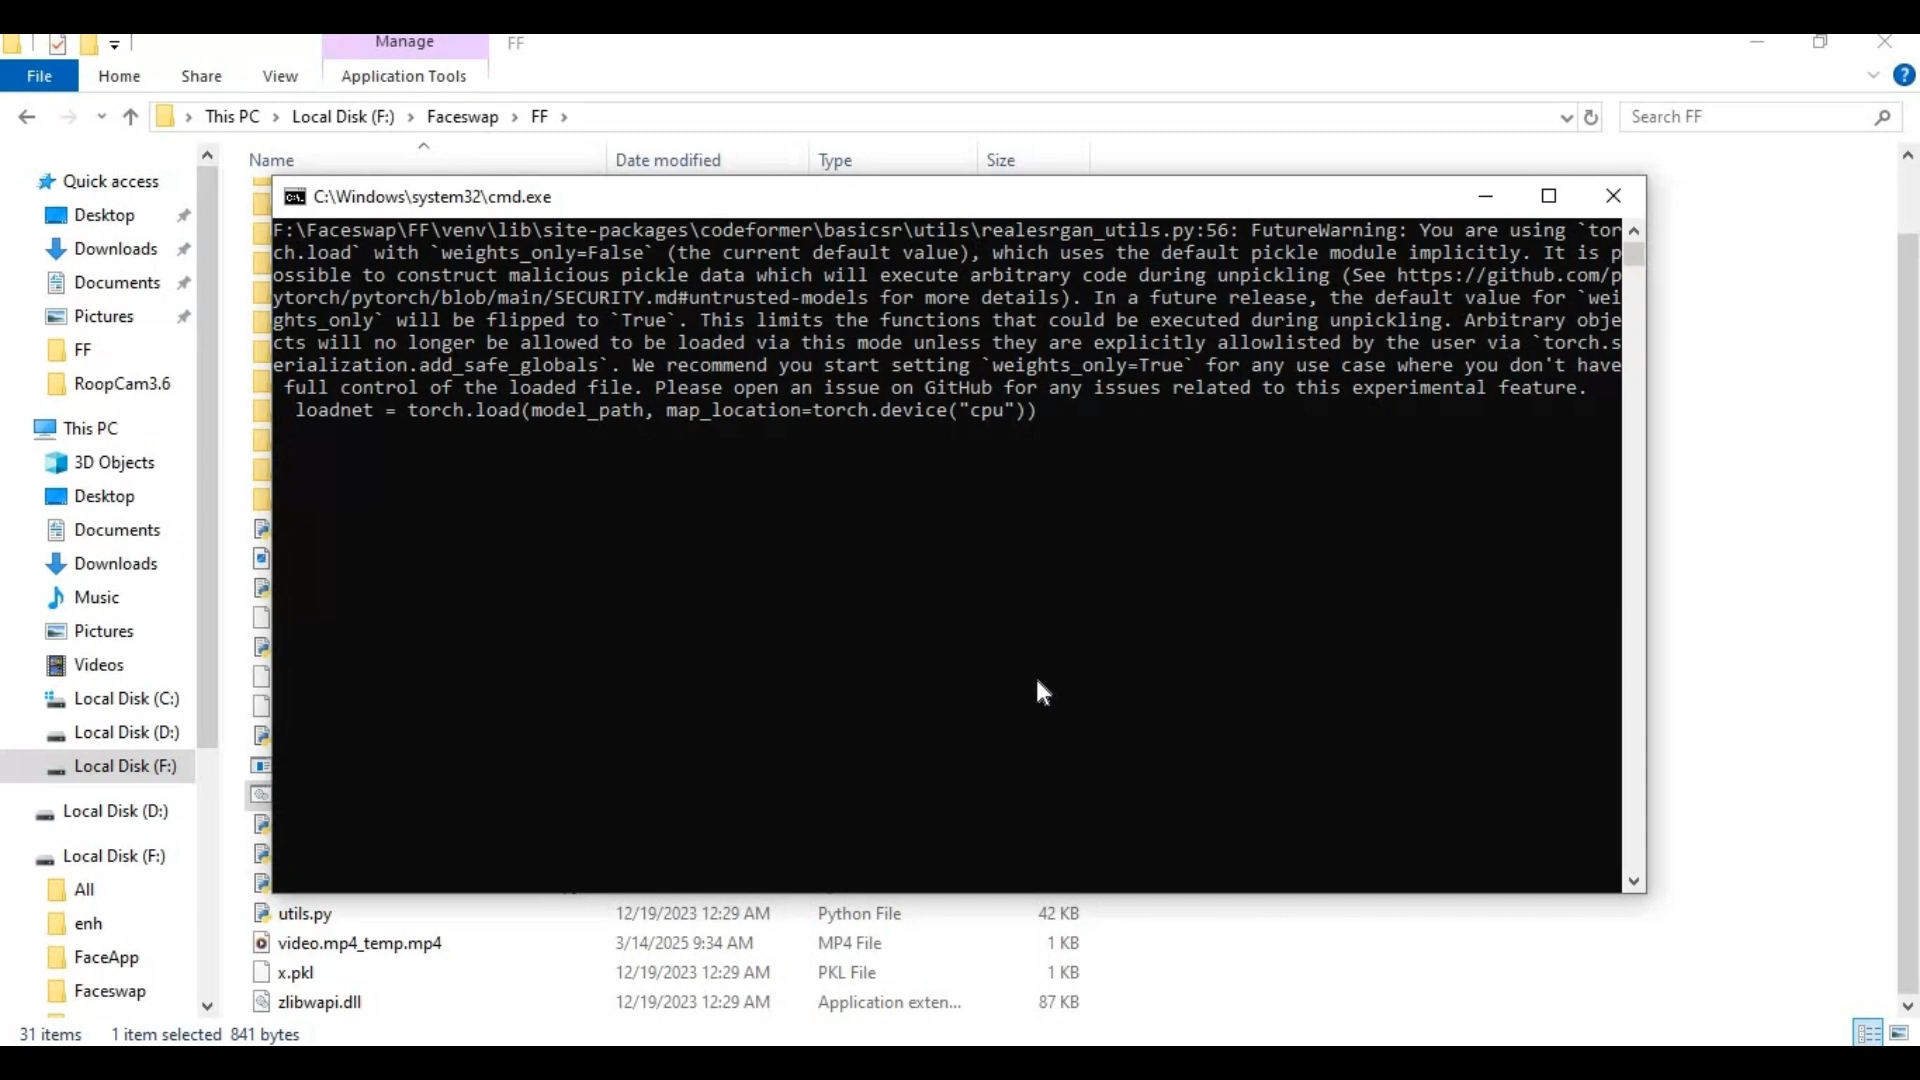 Manage
FF
File
Home
Share
View
Application Tools
This PC
Local Disk (F:)
Faceswap
FF
Search FF
Name
Date modified
Type
Size
Quick access
Desktop
Downloads
Documents
Pictures
FF
RoopCam3.6
This PC
3D Objects
Desktop
Documents
Downloads
Music
Pictures
Videos
Local Disk (C:)
Local Disk (D:)
Local Disk (F:)
Local Disk (D:)
Local Disk (F:)
All
enh
FaceApp
Faceswap
C:\Windows\system32\cmd.exe
F:\Faceswap\FF\venv\lib\site-packages\codeformer\basicsr\utils\realesrgan_utils.py:56: FutureWarning: You are using `tor
ch.load` with `weights_only=False` (the current default value), which uses the default pickle module implicitly. It is p
ossible to construct malicious pickle data which will execute arbitrary code during unpickling (See https://github.com/p
ytorch/pytorch/blob/main/SECURITY.md#untrusted-models for more details). In a future release, the default value for `wei
ghts_only` will be flipped to `True`. This limits the functions that could be executed during unpickling. Arbitrary obje
cts will no longer be allowed to be loaded via this mode unless they are explicitly allowlisted by the user via `torch.s
erialization.add_safe_globals`. We recommend you start setting `weights_only=True` for any use case where you don't have
full control of the loaded file. Please open an issue on GitHub for any issues related to this experimental feature.
loadnet = torch.load(model_path, map_location=torch.device("cpu"))
utils.py 12/19/2023 12:29 AM Python File 42 KB
video.mp4_temp.mp4 3/14/2025 9:34 AM MP4 File 1 KB
x.pkl 12/19/2023 12:29 AM PKL File 1 KB
zlibwapi.dll 12/19/2023 12:29 AM Application exten... 87 KB
31 items 1 item selected 841 bytes